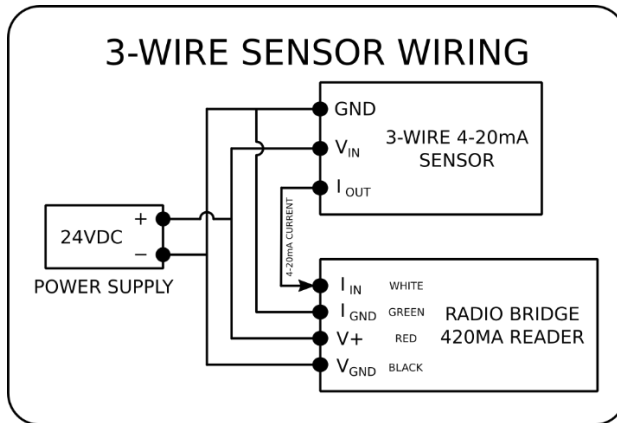 3-WIRE SENSOR WIRING
GND
VIN
IOUT
3-WIRE 4-20mA
SENSOR
24VDC
+
−
POWER SUPPLY
4-20mA CURRENT
IIN WHITE
IGND GREEN
V+ RED
VGND BLACK
RADIO BRIDGE
420MA READER